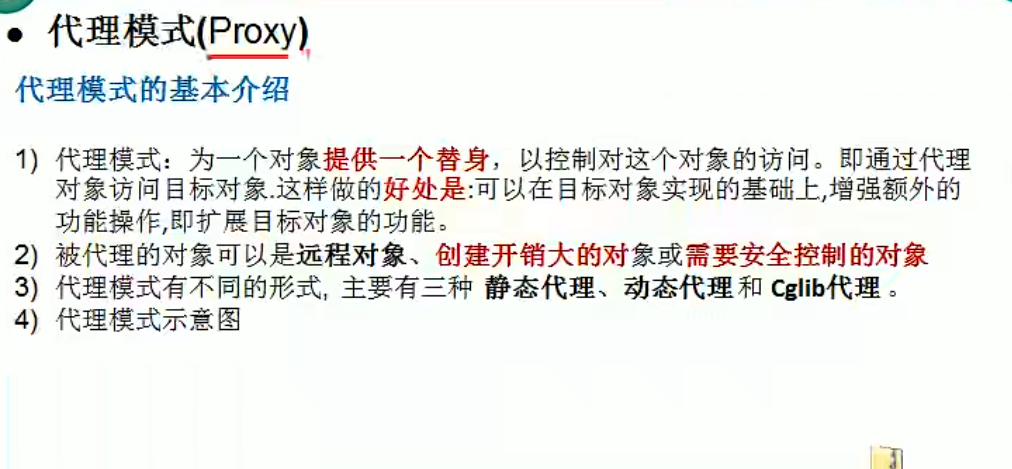 ● 代理模式(Proxy)
代理模式的基本介绍
1) 代理模式：为一个对象提供一个替身，以控制对这个对象的访问。即通过代理
对象访问目标对象.这样做的好处是:可以在目标对象实现的基础上,增强额外的
功能操作,即扩展目标对象的功能。
2) 被代理的对象可以是远程对象、创建开销大的对象或需要安全控制的对象
3) 代理模式有不同的形式, 主要有三种 静态代理、动态代理和 Cglib代理 。
4) 代理模式示意图